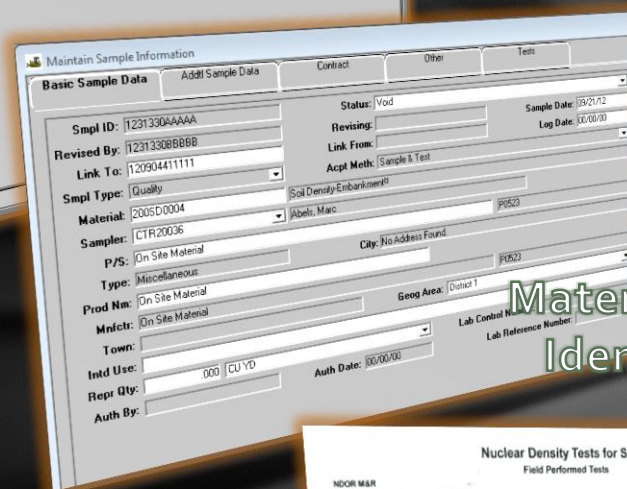 Maintain Sample Information
Basic Sample Data Addtl Sample Data Contract Other Tests
Smpl ID: 1231330AAAAA Status: Void Sample Date: 09/21/12
Revised By: 1231330BBBBB Revising: Log Date: 00/00/00
Link To: 120904411111 Link From:
Smpl Type: Quality Acpt Meth: Sample & Test
Material: 200SD0004 Soil Density-Embankment
Sampler: CTR20036 Abels, Marc
P/S: On Site Material P0523
Type: Miscellaneous City: No Address Found
Prod Nm: On Site Material
Mnfctr: On Site Material P0523
Town: Geog Area: District 1
Intd Use: Lab Control
Repr Qty: .000 CU YD Lab Reference Number:
Auth By: Auth Date: 00/00/00
Mater
Iden
Nuclear Density Tests for S
Field Performed Tests
NDOR M&R